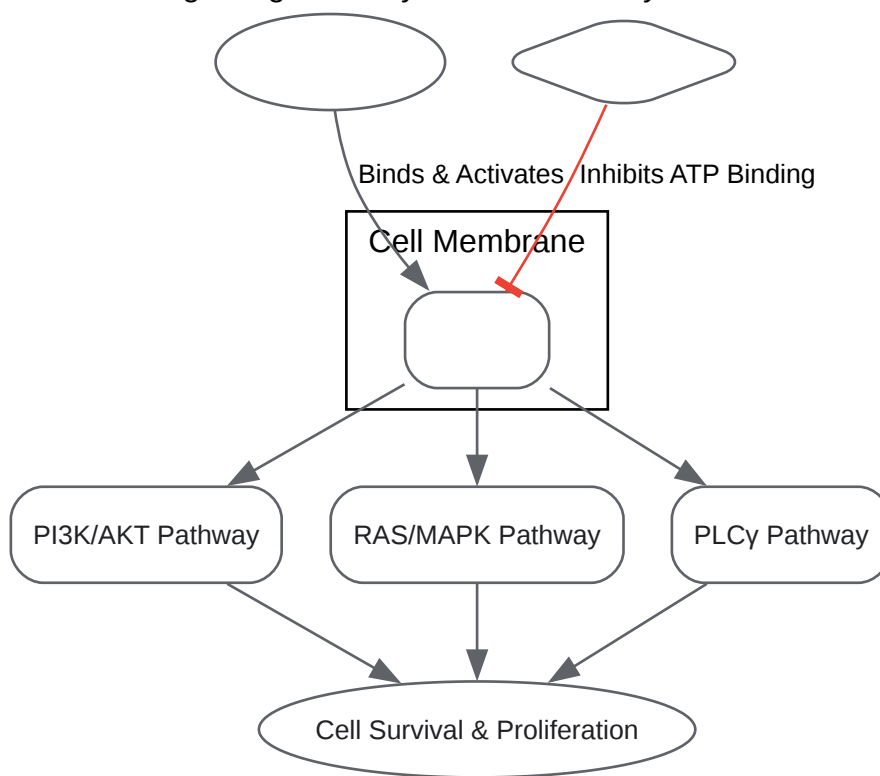 Binds & Activates
Inhibits ATP Binding
Cell Membrane
PI3K/AKT Pathway
RAS/MAPK Pathway
PLCγ Pathway
Cell Survival & Proliferation